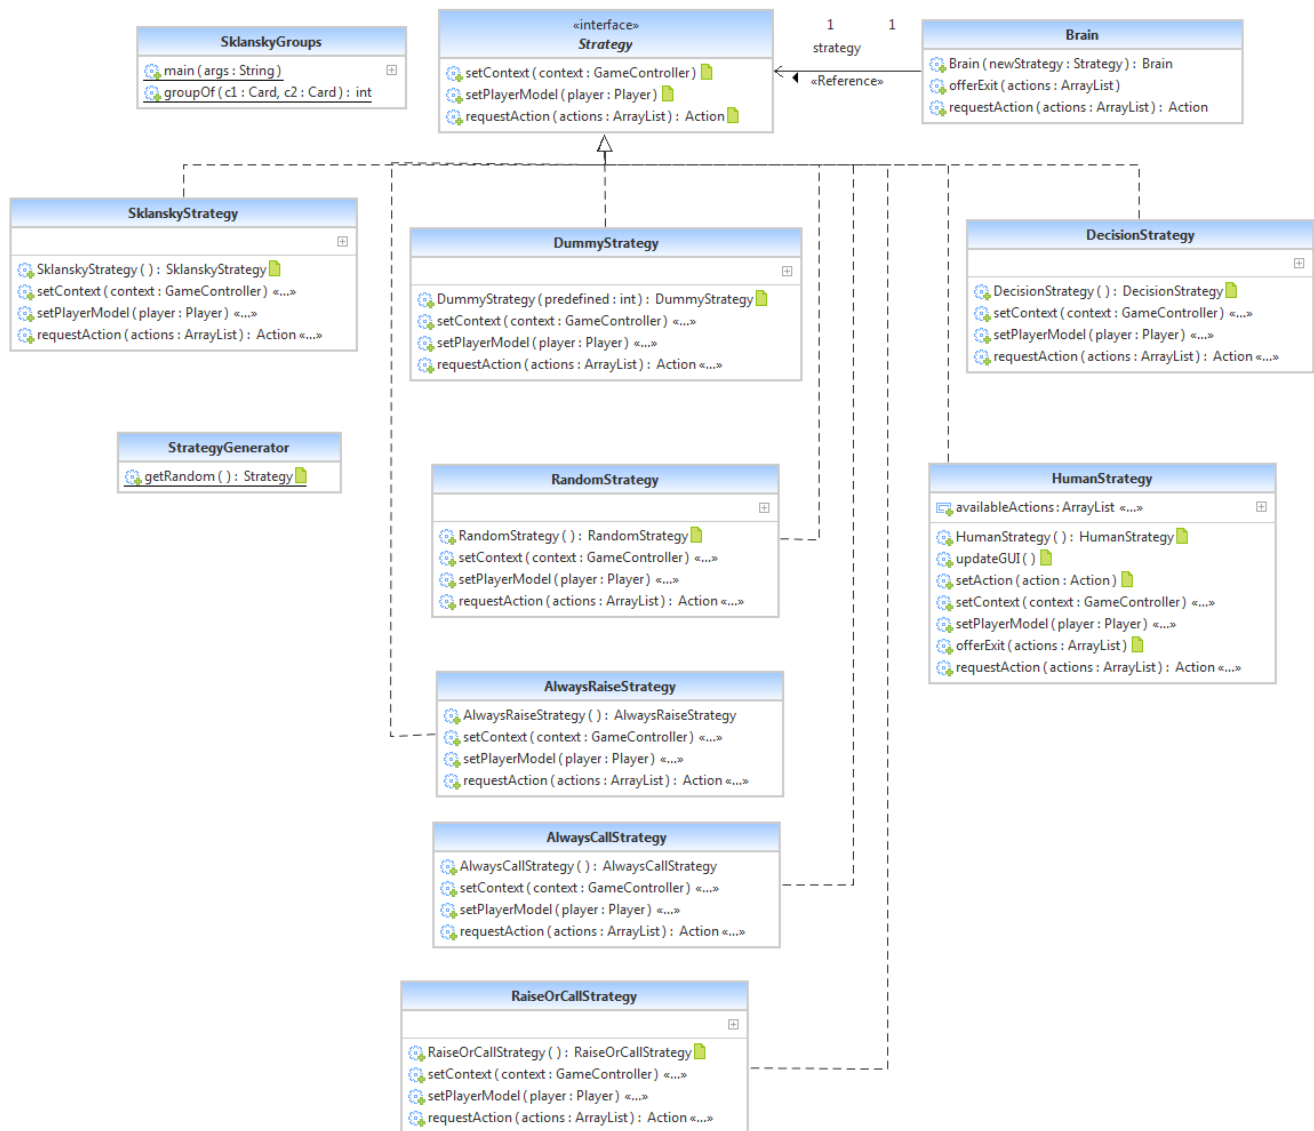 SklanskyGroups
main ( args : String )
groupOf ( c1 : Card, c2 : Card ) : int
«interface»
Strategy
setContext ( context : GameController )
setPlayerModel ( player : Player )
requestAction ( actions : ArrayList ) : Action
1 1
strategy
«Reference»
Brain
Brain ( newStrategy : Strategy ) : Brain
offerExit ( actions : ArrayList )
requestAction ( actions : ArrayList ) : Action
SklanskyStrategy
SklanskyStrategy ( ) : SklanskyStrategy
setContext ( context : GameController ) «...»
setPlayerModel ( player : Player ) «...»
requestAction ( actions : ArrayList ) : Action «...»
DummyStrategy
DummyStrategy ( predefined : int ) : DummyStrategy
setContext ( context : GameController ) «...»
setPlayerModel ( player : Player ) «...»
requestAction ( actions : ArrayList ) : Action «...»
DecisionStrategy
DecisionStrategy ( ) : DecisionStrategy
setContext ( context : GameController ) «...»
setPlayerModel ( player : Player ) «...»
requestAction ( actions : ArrayList ) : Action «...»
StrategyGenerator
getRandom ( ) : Strategy
RandomStrategy
RandomStrategy ( ) : RandomStrategy
setContext ( context : GameController ) «...»
setPlayerModel ( player : Player ) «...»
requestAction ( actions : ArrayList ) : Action «...»
HumanStrategy
availableActions : ArrayList «...»
HumanStrategy ( ) : HumanStrategy
updateGUI ( )
setAction ( action : Action )
setContext ( context : GameController ) «...»
setPlayerModel ( player : Player ) «...»
offerExit ( actions : ArrayList )
requestAction ( actions : ArrayList ) : Action «...»
AlwaysRaiseStrategy
AlwaysRaiseStrategy ( ) : AlwaysRaiseStrategy
setContext ( context : GameController ) «...»
setPlayerModel ( player : Player ) «...»
requestAction ( actions : ArrayList ) : Action «...»
AlwaysCallStrategy
AlwaysCallStrategy ( ) : AlwaysCallStrategy
setContext ( context : GameController ) «...»
setPlayerModel ( player : Player ) «...»
requestAction ( actions : ArrayList ) : Action «...»
RaiseOrCallStrategy
RaiseOrCallStrategy ( ) : RaiseOrCallStrategy
setContext ( context : GameController ) «...»
setPlayerModel ( player : Player ) «...»
requestAction ( actions : ArrayList ) : Action «...»